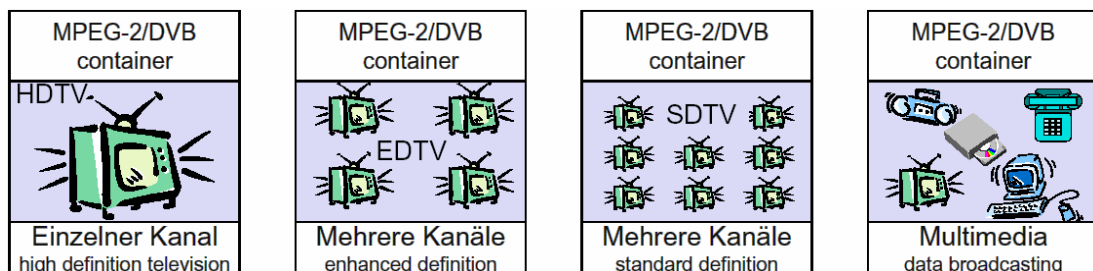 MPEG-2/DVB
container
HDTV
Einzelner Kanal
high definition television
MPEG-2/DVB
container
EDTV
Mehrere Kanäle
enhanced definition
MPEG-2/DVB
container
SDTV
Mehrere Kanäle
standard definition
MPEG-2/DVB
container
Multimedia
data broadcasting